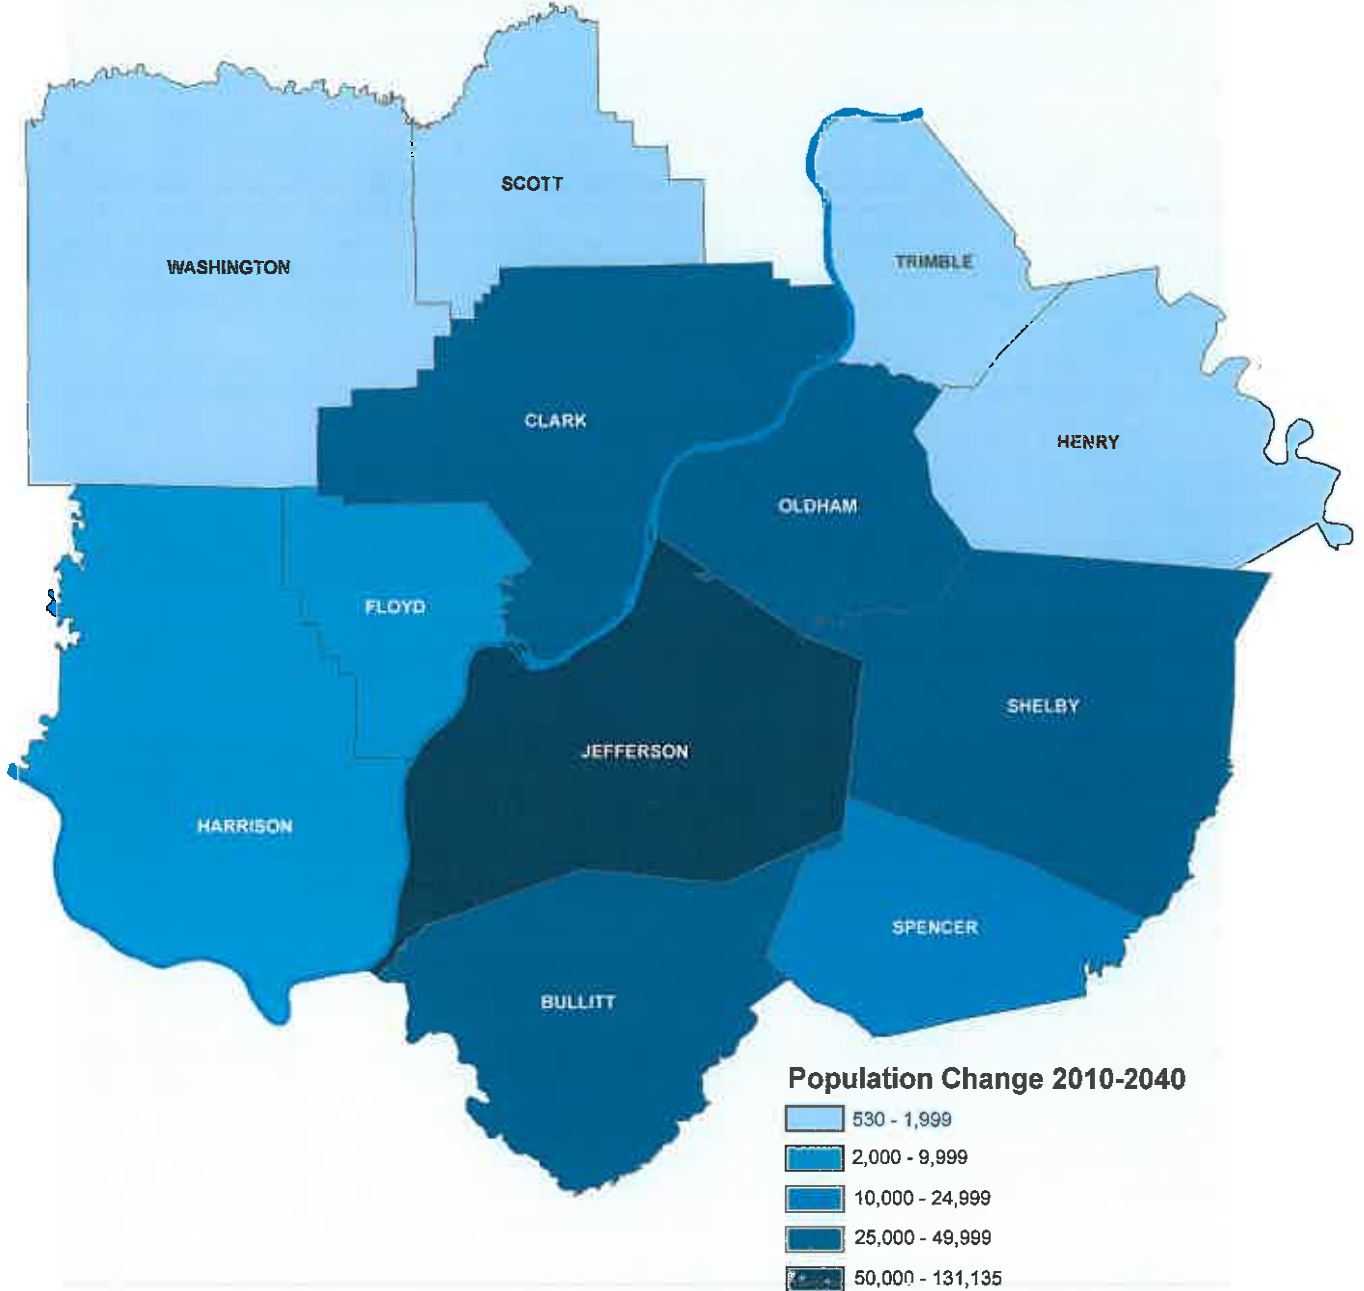 SCOTT
WASHINGTON
TRIMBLE
CLARK
HENRY
OLDHAM
FLOYD
SHELBY
JEFFERSON
HARRISON
SPENCER
BULLITT
Population Change 2010-2040
530 - 1,999
2,000 - 9,999
10,000 - 24,999
25,000 - 49,999
50,000 - 131,135